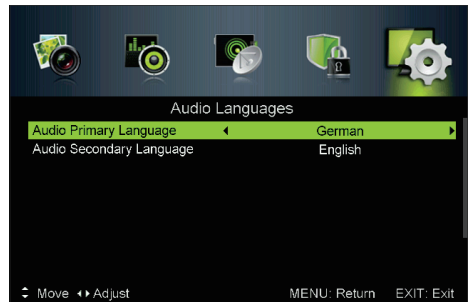 Audio Languages
Audio Primary Language German
Audio Secondary Language English
Move Adjust MENU: Return EXIT: Exit